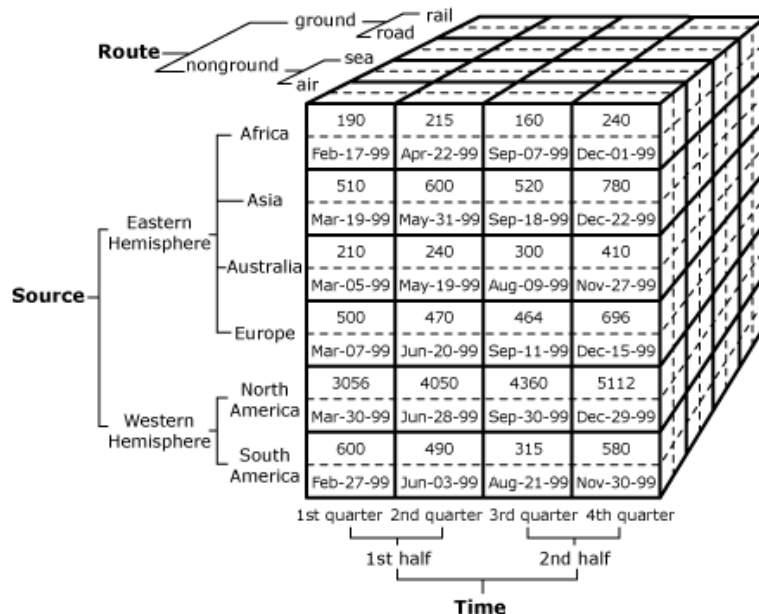 ground
rail
road
Route
nonground
sea
air
190 215 160 240
Africa
Feb-17-99 Apr-22-99 Sep-07-99 Dec-01-99
510 600 520 780
Asia
Mar-19-99 May-31-99 Sep-18-99 Dec-22-99
Eastern
Hemisphere
210 240 300 410
Australia
Mar-05-99 May-19-99 Aug-09-99 Nov-27-99
Source
500 470 464 696
Europe
Mar-07-99 Jun-20-99 Sep-11-99 Dec-15-99
3056 4050 4360 5112
North
America
Mar-30-99 Jun-28-99 Sep-30-99 Dec-29-99
Western
Hemisphere
600 490 315 580
South
America
Feb-27-99 Jun-03-99 Aug-21-99 Nov-30-99
1st quarter 2nd quarter 3rd quarter 4th quarter
1st half 2nd half
Time